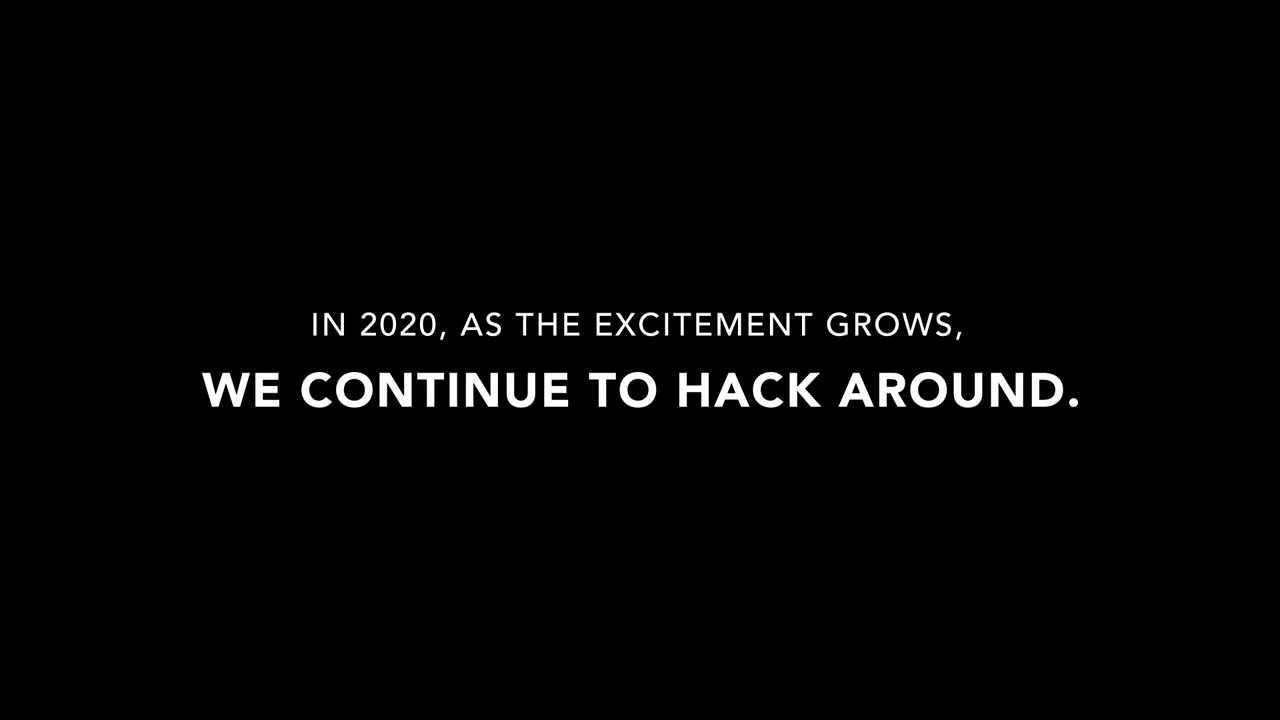 IN 2020, AS THE EXCITEMENT GROWS,
WE CONTINUE TO HACK AROUND.